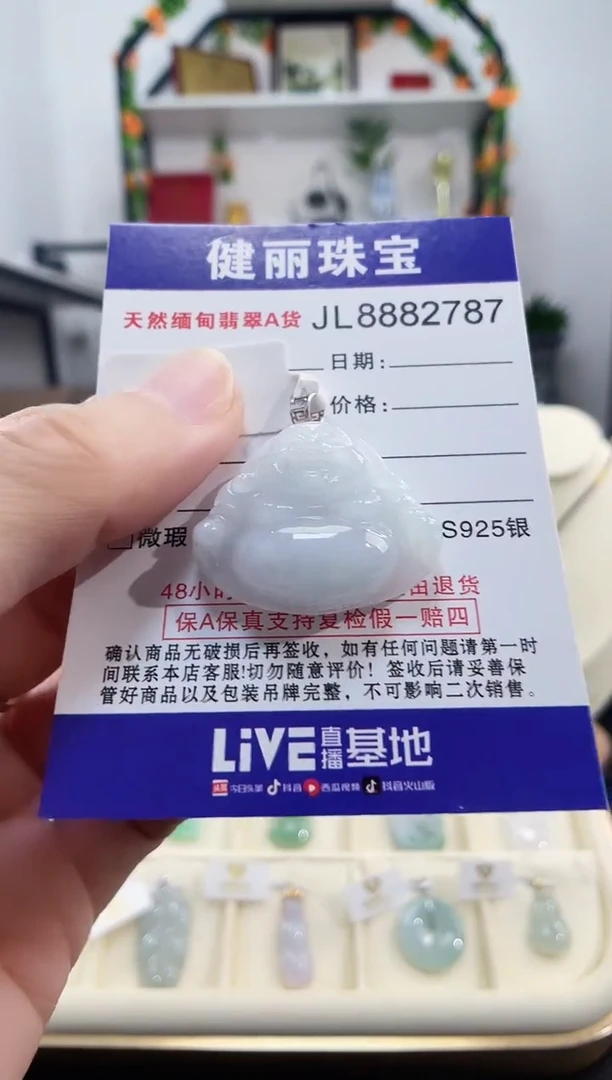 健丽珠宝
天然缅甸翡翠A货 JL8882787
日期:
价格:
微瑕 S925银
48小 由退货
保A保真支持复检假一赔四
确认商品无破损后再签收，如有任何问题请第一时
间联系本店客服!切勿随意评价！签收后请妥善保
管好商品以及包装吊牌完整，不可影响二次销售。
LiVE直播基地
头条 今日头条 抖音 西瓜视频 抖音火山版